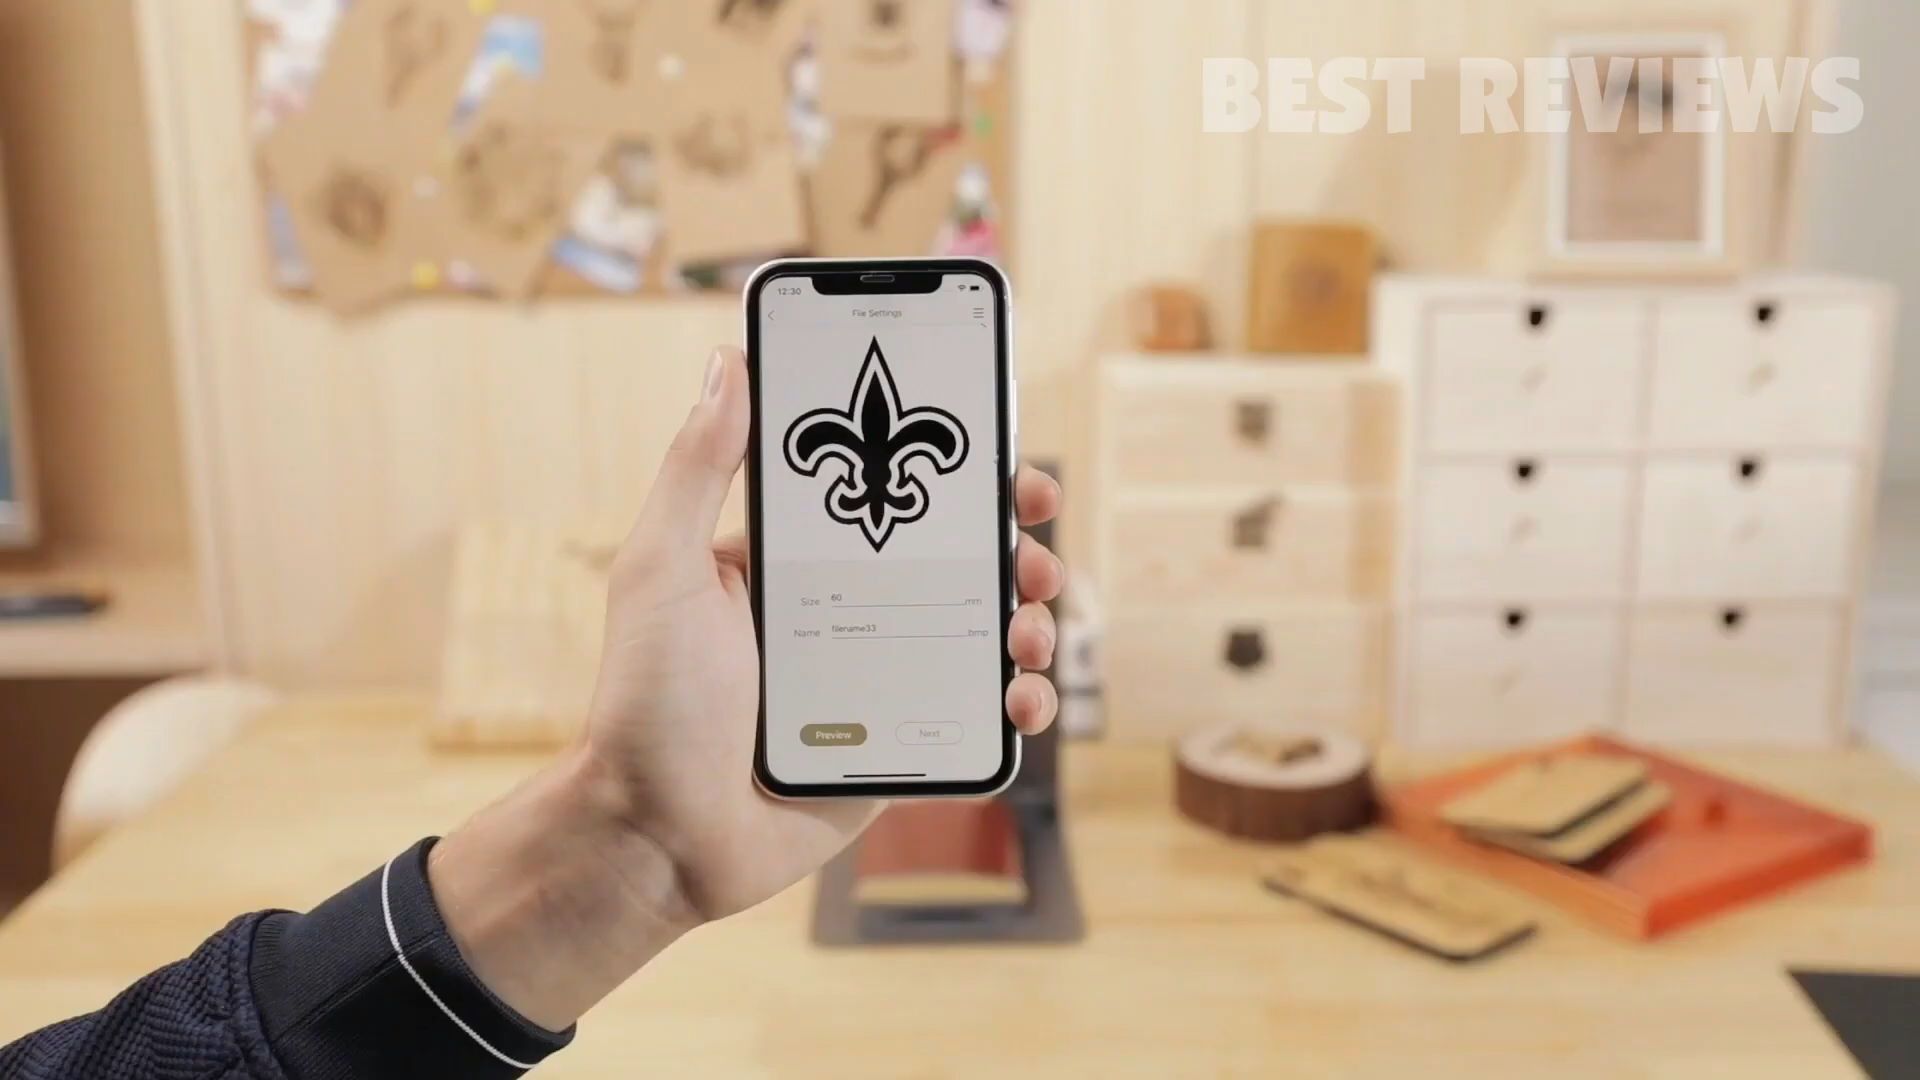 BEST REVIEWS
12:30
File Settings
Size 60 mm
Name filename33 bmp
Preview Next